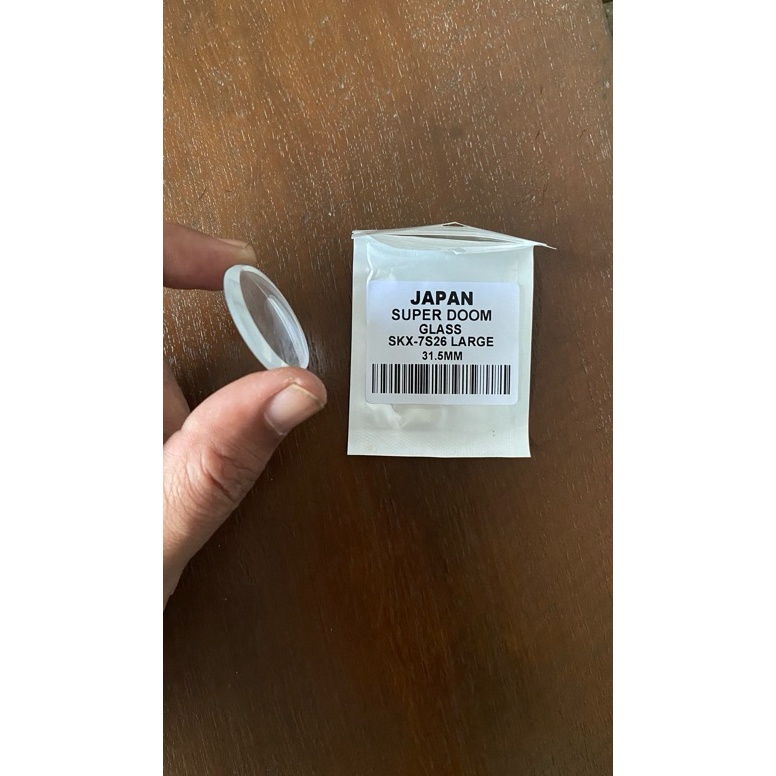 JAPAN
SUPER DOOM
GLASS
SKX-7S26 LARGE
31.5MM